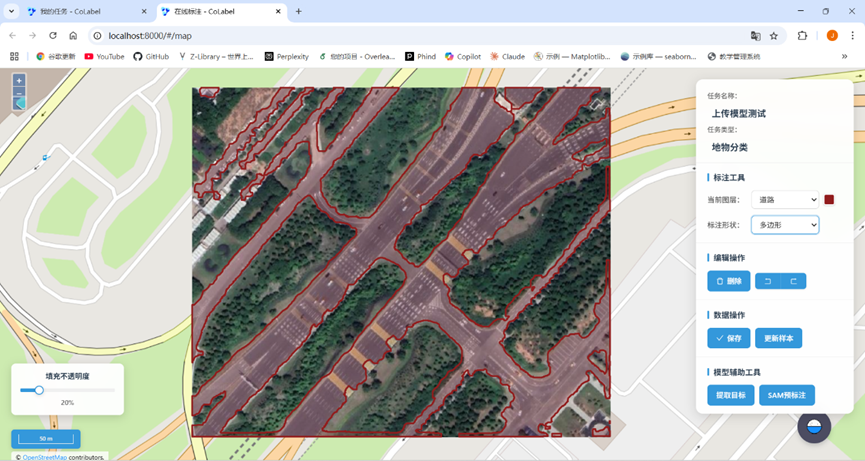 我的任务 - CoLabel
在线标注 - CoLabel
localhost:8000/#/map
谷歌更新
YouTube
GitHub
Z-Library – 世界上...
Perplexity
您的项目 - Overlea...
Phind
Copilot
Claude
示例 — Matplotlib...
示例库 — seaborn...
教学管理系统
J
+
−
任务名称：
上传模型测试
任务类型：
地物分类
标注工具
当前图层：
道路
标注形状：
多边形
编辑操作
删除
数据操作
保存
更新样本
模型辅助工具
提取目标
SAM预标注
填充不透明度
20%
50 m
© OpenStreetMap contributors.